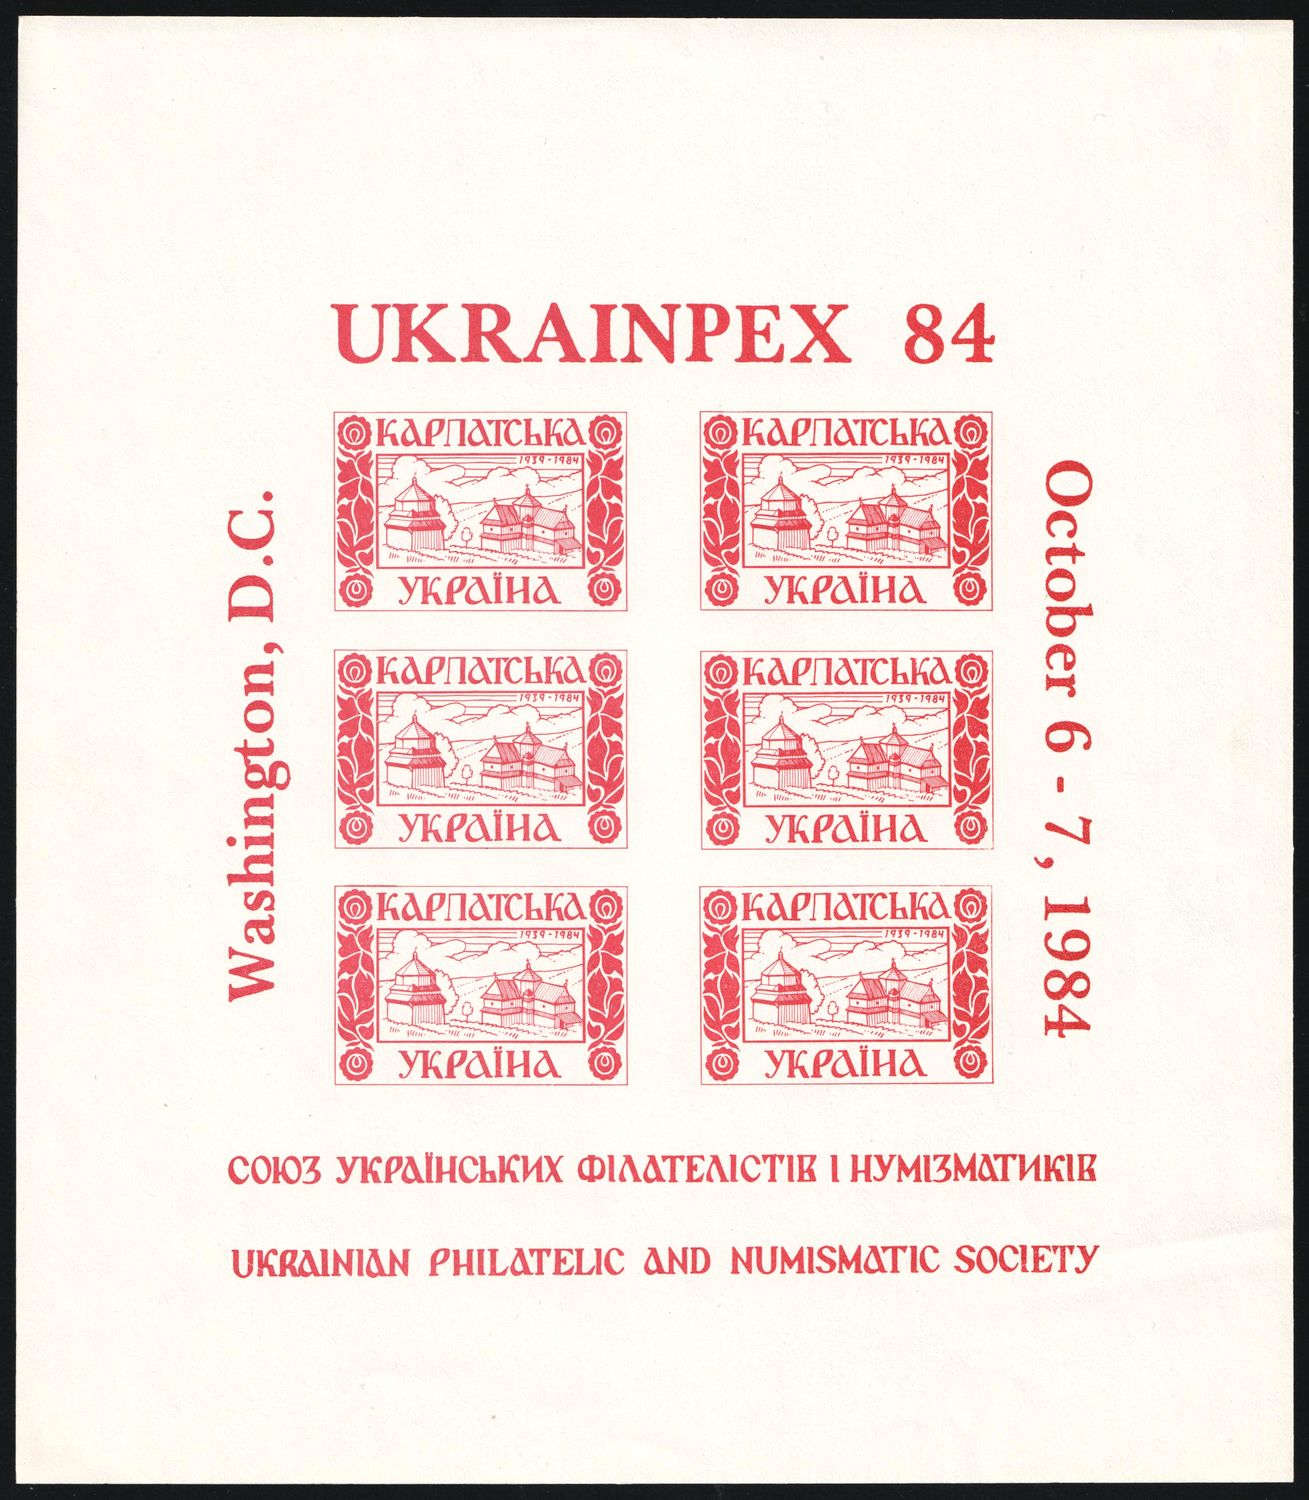 UKRAINPEX 84
Washington, D.C.
КАРПАТСЬКА
1939-1984
УКРАЇНА
КАРПАТСЬКА
1939-1984
УКРАЇНА
КАРПАТСЬКА
1939-1984
УКРАЇНА
КАРПАТСЬКА
1939-1984
УКРАЇНА
КАРПАТСЬКА
1939-1984
УКРАЇНА
КАРПАТСЬКА
1939-1984
УКРАЇНА
October 6 - 7, 1984
СОЮЗ УКРАЇНСЬКИХ ФІЛАТЕЛІСТІВ І НУМІЗМАТИКІВ
UKRAINIAN PHILATELIC AND NUMISMATIC SOCIETY